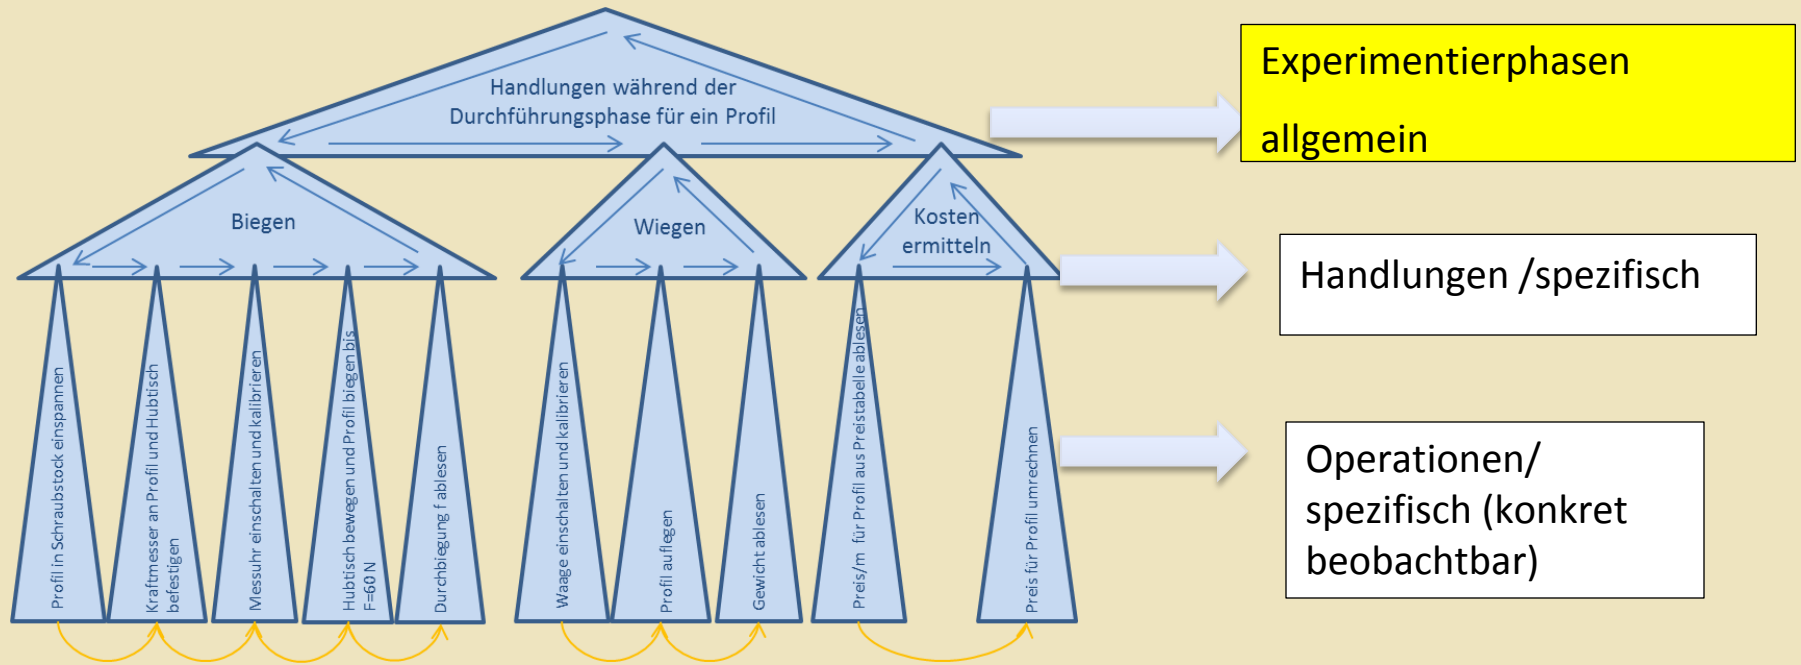 Handlungen während der
Durchführungsphase für ein Profil
Experimentierphasen
allgemein
Biegen
Wiegen
Kosten
ermitteln
Handlungen /spezifisch
Profil in Schraubstock einspannen
Kraftmesser an Profil und Hubtisch
befestigen
Messuhr einschalten und kalibrieren
Hubtisch bewegen und Profil biegen bis
F=60 N
Durchbiegung f ablesen
Waage einschalten und kalibrieren
Profil auflegen
Gewicht ablesen
Preis/m für Profil aus Preistabelle ablesen
Preis für Profil umrechnen
Operationen/
spezifisch (konkret
beobachtbar)